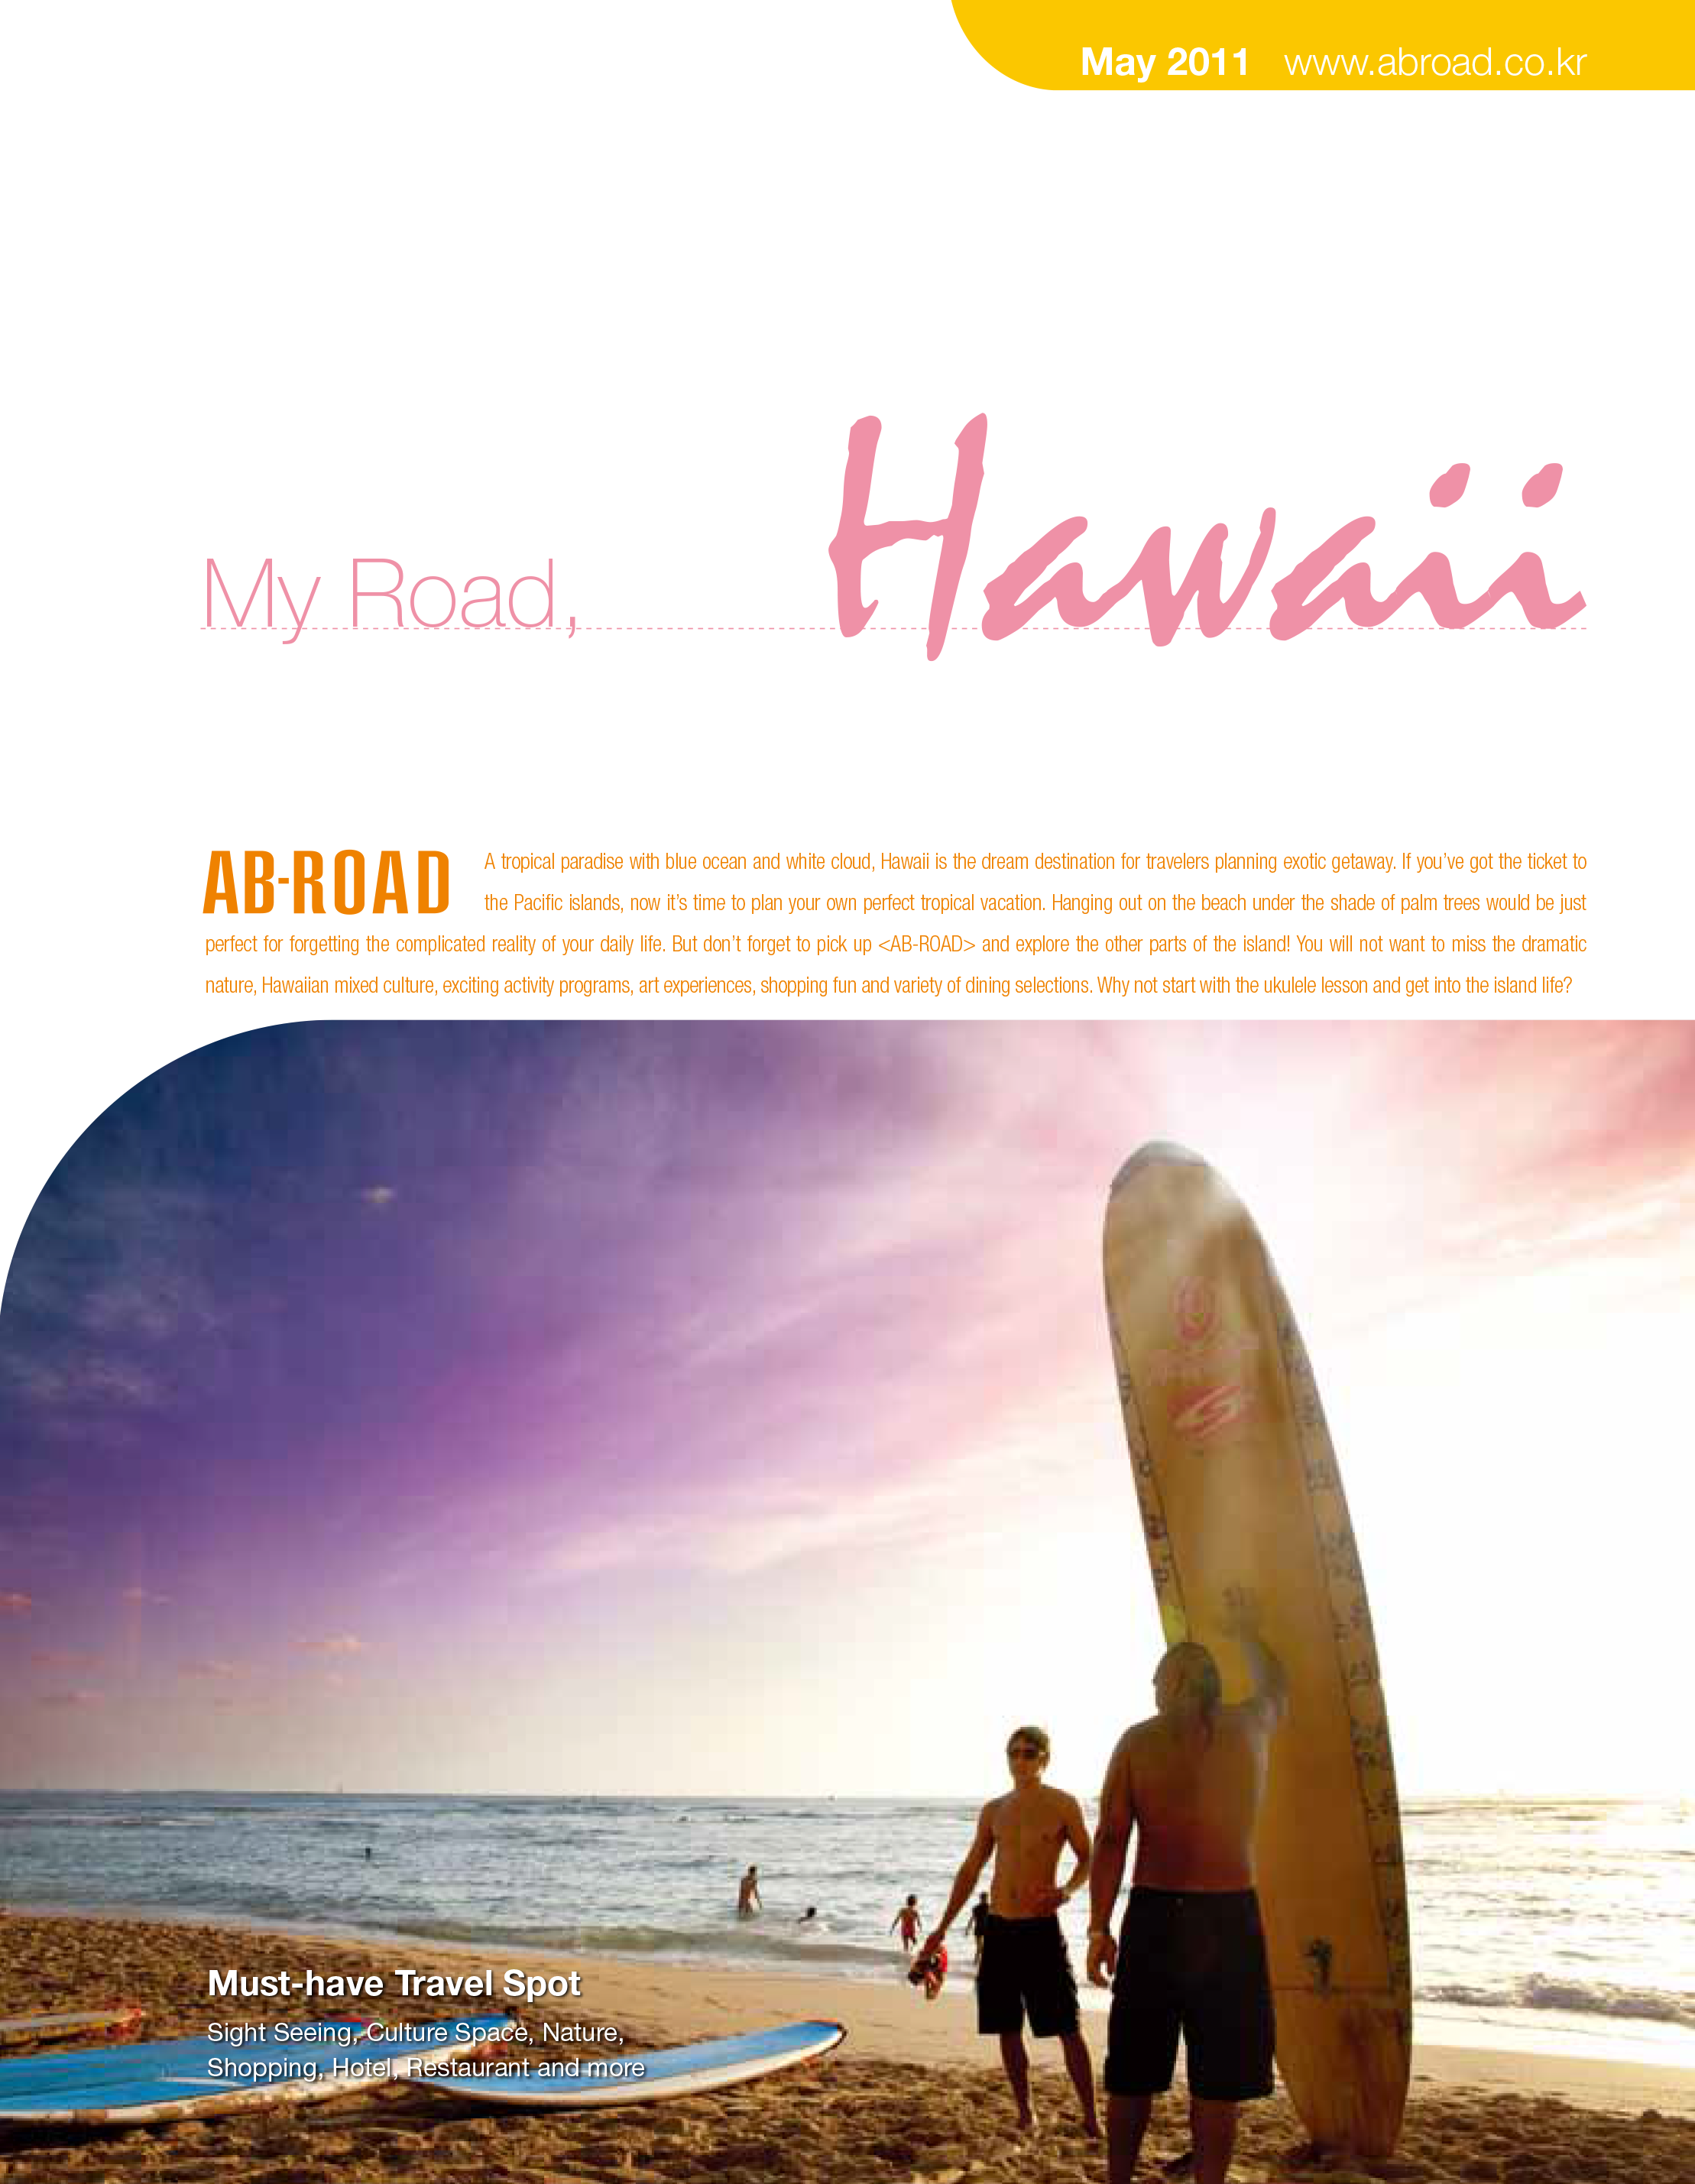 May 2011 www.abroad.co.kr
My Road, Hawaii
AB-ROAD
A tropical paradise with blue ocean and white cloud, Hawaii is the dream destination for travelers planning exotic getaway. If you've got the ticket to
the Pacific islands, now it's time to plan your own perfect tropical vacation. Hanging out on the beach under the shade of palm trees would be just
perfect for forgetting the complicated reality of your daily life. But don't forget to pick up <AB-ROAD> and explore the other parts of the island! You will not want to miss the dramatic
nature, Hawaiian mixed culture, exciting activity programs, art experiences, shopping fun and variety of dining selections. Why not start with the ukulele lesson and get into the island life?
Must-have Travel Spot
Sight Seeing, Culture Space, Nature,
Shopping, Hotel, Restaurant and more